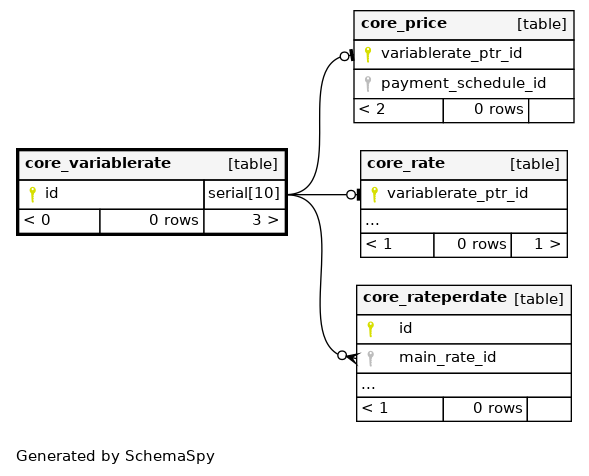 core_price [table]
variablerate_ptr_id
payment_schedule_id
< 2 0 rows
core_variablerate [table]
id serial[10]
< 0 0 rows 3 >
core_rate [table]
variablerate_ptr_id
...
< 1 0 rows 1 >
core_rateperdate [table]
id
main_rate_id
...
< 1 0 rows
Generated by SchemaSpy